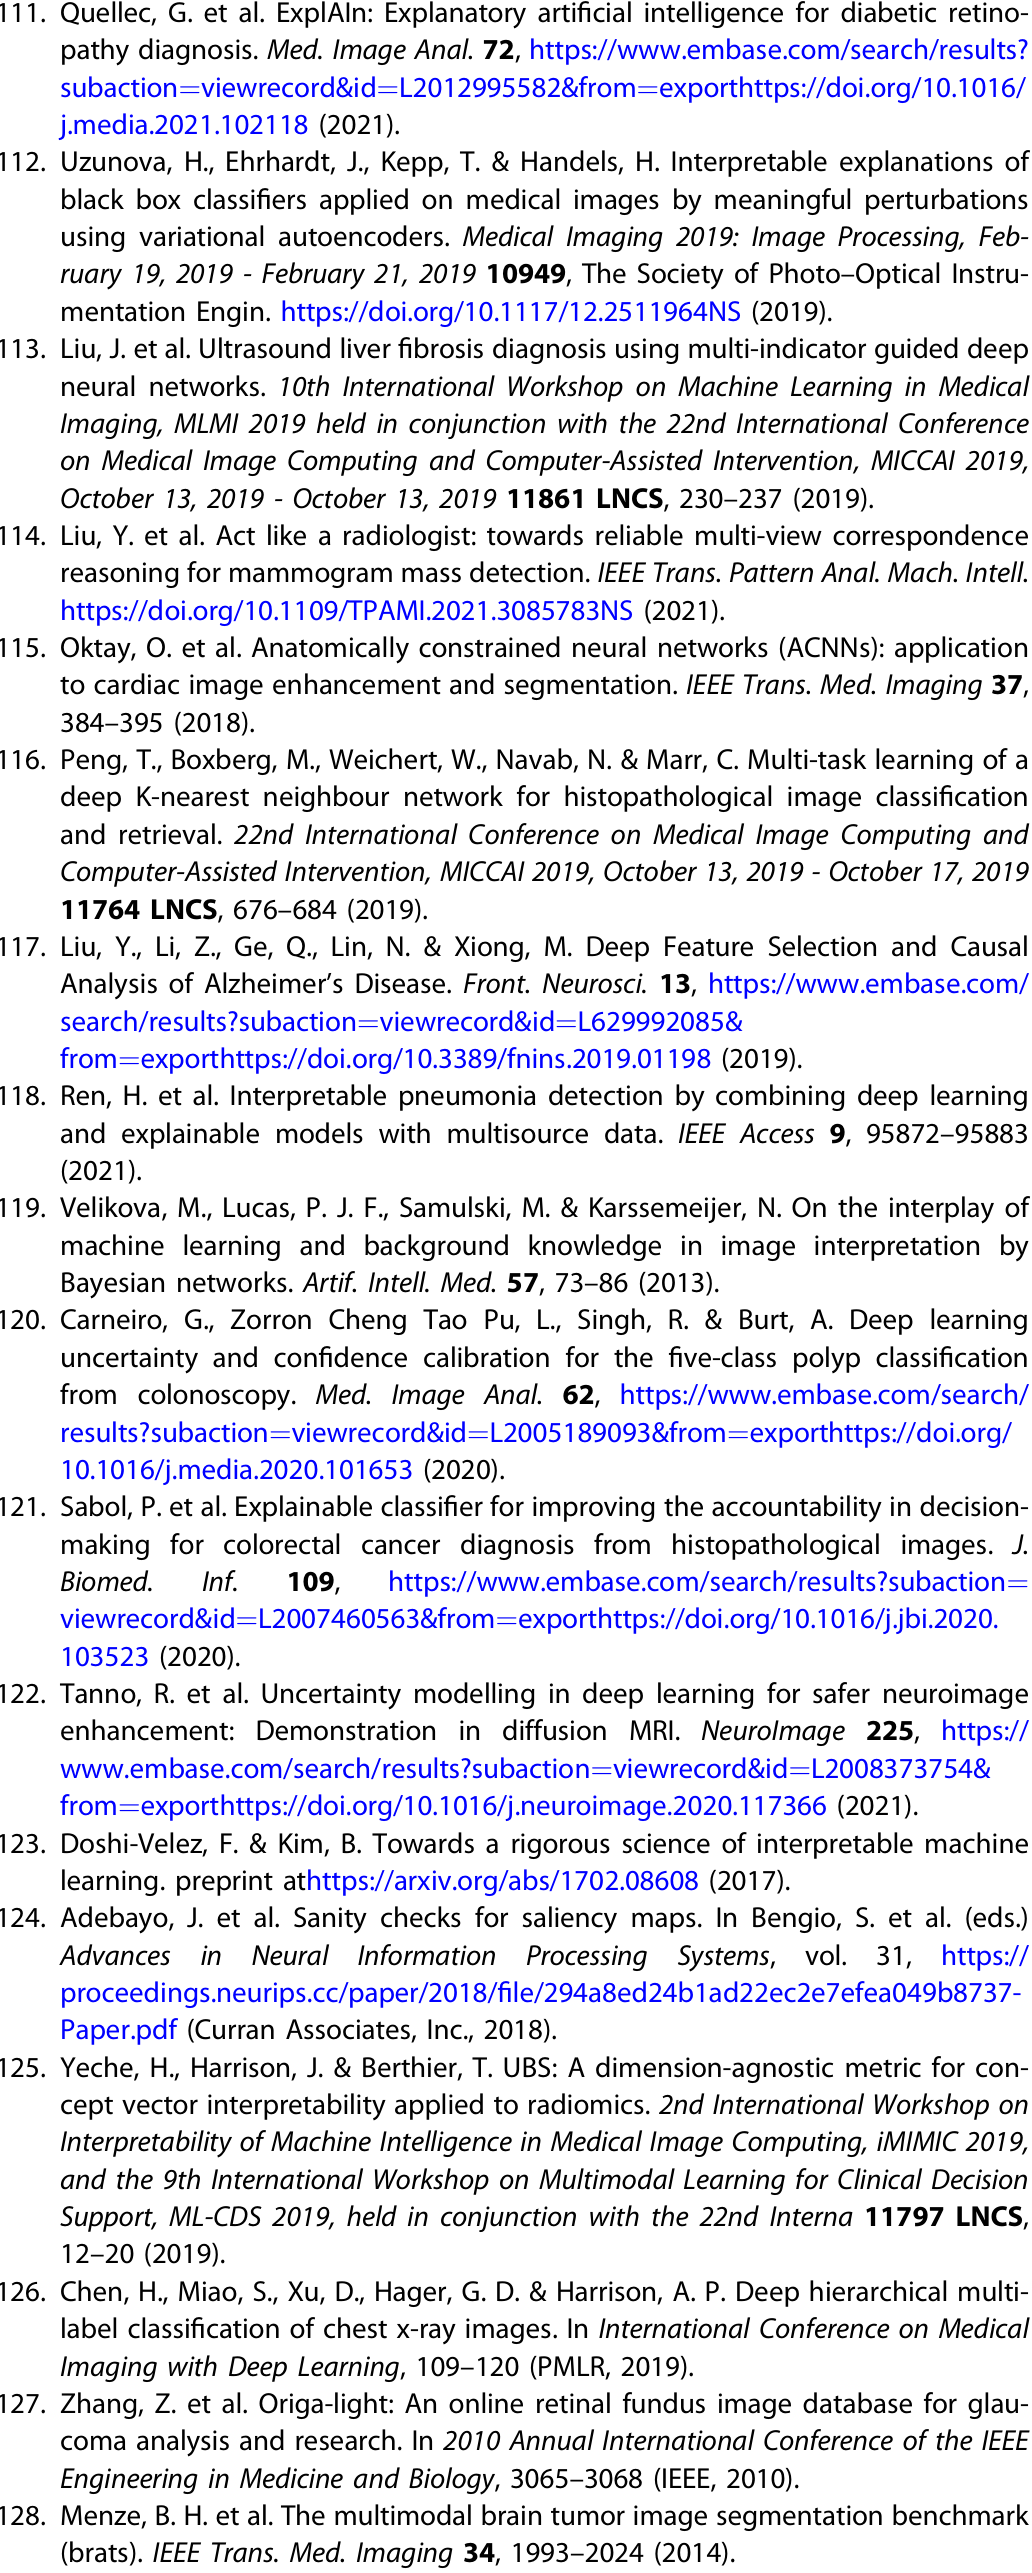 111. Quellec, G. et al. ExplAIn: Explanatory artificial intelligence for diabetic retino-
pathy diagnosis. Med. Image Anal. 72, https://www.embase.com/search/results?
subaction=viewrecord&id=L2012995582&from=exporthttps://doi.org/10.1016/
j.media.2021.102118 (2021).
112. Uzunova, H., Ehrhardt, J., Kepp, T. & Handels, H. Interpretable explanations of
black box classifiers applied on medical images by meaningful perturbations
using variational autoencoders. Medical Imaging 2019: Image Processing, Feb-
ruary 19, 2019 - February 21, 2019 10949, The Society of Photo–Optical Instru-
mentation Engin. https://doi.org/10.1117/12.2511964NS (2019).
113. Liu, J. et al. Ultrasound liver fibrosis diagnosis using multi-indicator guided deep
neural networks. 10th International Workshop on Machine Learning in Medical
Imaging, MLMI 2019 held in conjunction with the 22nd International Conference
on Medical Image Computing and Computer-Assisted Intervention, MICCAI 2019,
October 13, 2019 - October 13, 2019 11861 LNCS, 230–237 (2019).
114. Liu, Y. et al. Act like a radiologist: towards reliable multi-view correspondence
reasoning for mammogram mass detection. IEEE Trans. Pattern Anal. Mach. Intell.
https://doi.org/10.1109/TPAMI.2021.3085783NS (2021).
115. Oktay, O. et al. Anatomically constrained neural networks (ACNNs): application
to cardiac image enhancement and segmentation. IEEE Trans. Med. Imaging 37,
384–395 (2018).
116. Peng, T., Boxberg, M., Weichert, W., Navab, N. & Marr, C. Multi-task learning of a
deep K-nearest neighbour network for histopathological image classification
and retrieval. 22nd International Conference on Medical Image Computing and
Computer-Assisted Intervention, MICCAI 2019, October 13, 2019 - October 17, 2019
11764 LNCS, 676–684 (2019).
117. Liu, Y., Li, Z., Ge, Q., Lin, N. & Xiong, M. Deep Feature Selection and Causal
Analysis of Alzheimer’s Disease. Front. Neurosci. 13, https://www.embase.com/
search/results?subaction=viewrecord&id=L629992085&
from=exporthttps://doi.org/10.3389/fnins.2019.01198 (2019).
118. Ren, H. et al. Interpretable pneumonia detection by combining deep learning
and explainable models with multisource data. IEEE Access 9, 95872–95883
(2021).
119. Velikova, M., Lucas, P. J. F., Samulski, M. & Karssemeijer, N. On the interplay of
machine learning and background knowledge in image interpretation by
Bayesian networks. Artif. Intell. Med. 57, 73–86 (2013).
120. Carneiro, G., Zorron Cheng Tao Pu, L., Singh, R. & Burt, A. Deep learning
uncertainty and confidence calibration for the five-class polyp classification
from colonoscopy. Med. Image Anal. 62, https://www.embase.com/search/
results?subaction=viewrecord&id=L2005189093&from=exporthttps://doi.org/
10.1016/j.media.2020.101653 (2020).
121. Sabol, P. et al. Explainable classifier for improving the accountability in decision-
making for colorectal cancer diagnosis from histopathological images. J.
Biomed. Inf. 109, https://www.embase.com/search/results?subaction=
viewrecord&id=L2007460563&from=exporthttps://doi.org/10.1016/j.jbi.2020.
103523 (2020).
122. Tanno, R. et al. Uncertainty modelling in deep learning for safer neuroimage
enhancement: Demonstration in diffusion MRI. NeuroImage 225, https://
www.embase.com/search/results?subaction=viewrecord&id=L2008373754&
from=exporthttps://doi.org/10.1016/j.neuroimage.2020.117366 (2021).
123. Doshi-Velez, F. & Kim, B. Towards a rigorous science of interpretable machine
learning. preprint athttps://arxiv.org/abs/1702.08608 (2017).
124. Adebayo, J. et al. Sanity checks for saliency maps. In Bengio, S. et al. (eds.)
Advances in Neural Information Processing Systems, vol. 31, https://
proceedings.neurips.cc/paper/2018/file/294a8ed24b1ad22ec2e7efea049b8737-
Paper.pdf (Curran Associates, Inc., 2018).
125. Yeche, H., Harrison, J. & Berthier, T. UBS: A dimension-agnostic metric for con-
cept vector interpretability applied to radiomics. 2nd International Workshop on
Interpretability of Machine Intelligence in Medical Image Computing, iMIMIC 2019,
and the 9th International Workshop on Multimodal Learning for Clinical Decision
Support, ML-CDS 2019, held in conjunction with the 22nd Interna 11797 LNCS,
12–20 (2019).
126. Chen, H., Miao, S., Xu, D., Hager, G. D. & Harrison, A. P. Deep hierarchical multi-
label classification of chest x-ray images. In International Conference on Medical
Imaging with Deep Learning, 109–120 (PMLR, 2019).
127. Zhang, Z. et al. Origa-light: An online retinal fundus image database for glau-
coma analysis and research. In 2010 Annual International Conference of the IEEE
Engineering in Medicine and Biology, 3065–3068 (IEEE, 2010).
128. Menze, B. H. et al. The multimodal brain tumor image segmentation benchmark
(brats). IEEE Trans. Med. Imaging 34, 1993–2024 (2014).